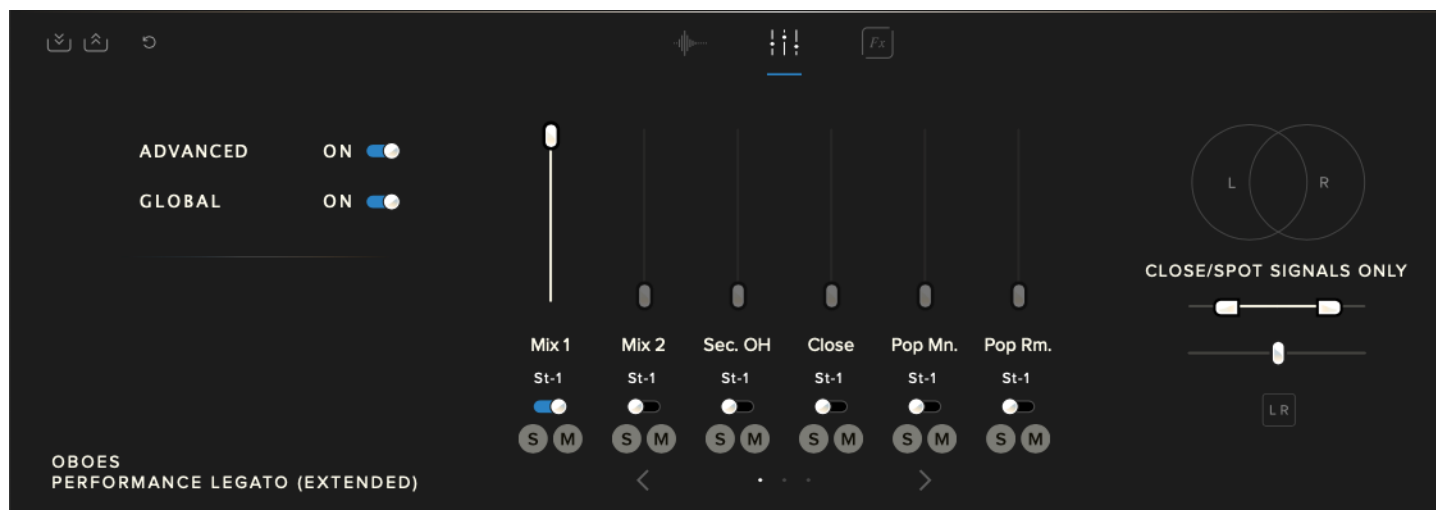 Fx
ADVANCED ON
GLOBAL ON
L R
CLOSE/SPOT SIGNALS ONLY
Mix 1 Mix 2 Sec. OH Close Pop Mn. Pop Rm.
St-1 St-1 St-1 St-1 St-1 St-1
L R
S M S M S M S M S M S M
OBOES
PERFORMANCE LEGATO (EXTENDED)